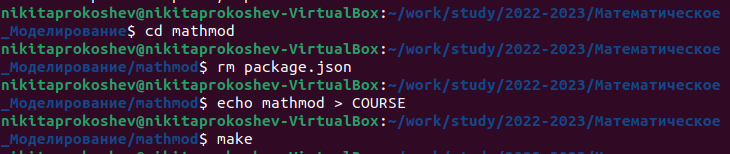 nikitaprokoshev@nikitaprokoshev-VirtualBox:~/work/study/2022-2023/Математическое
_Моделирование$ cd mathmod
nikitaprokoshev@nikitaprokoshev-VirtualBox:~/work/study/2022-2023/Математическое
_Моделирование/mathmod$ rm package.json
nikitaprokoshev@nikitaprokoshev-VirtualBox:~/work/study/2022-2023/Математическое
_Моделирование/mathmod$ echo mathmod > COURSE
nikitaprokoshev@nikitaprokoshev-VirtualBox:~/work/study/2022-2023/Математическое
_Моделирование/mathmod$ make